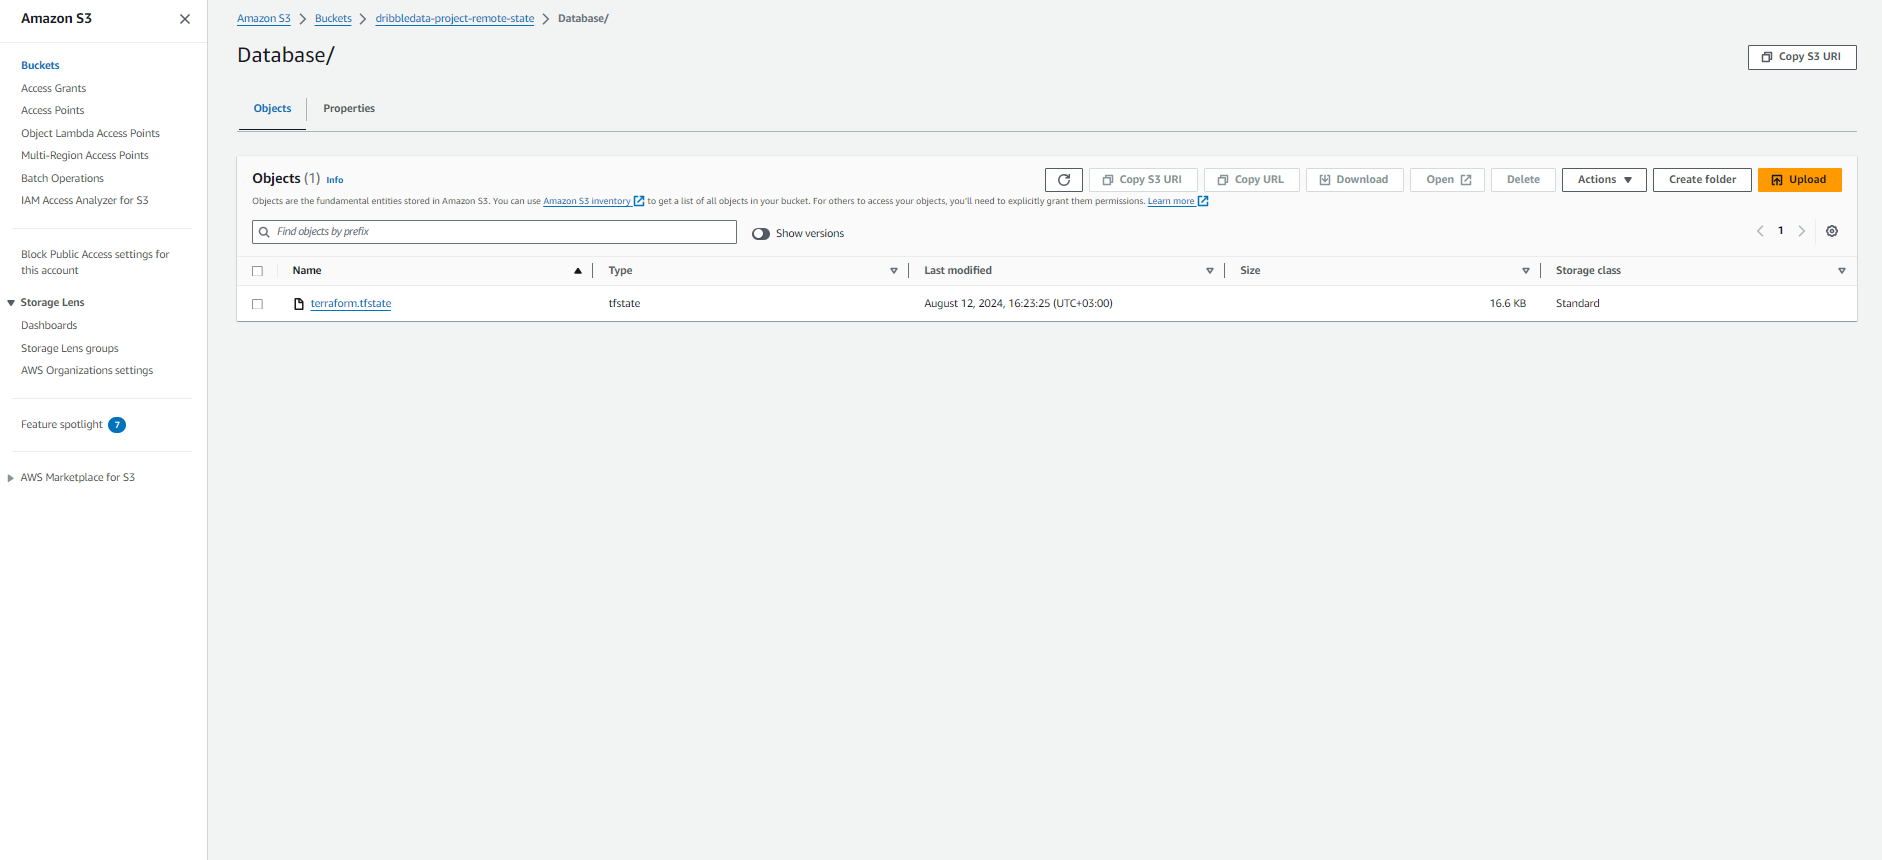 Amazon S3
Buckets
Access Grants
Access Points
Object Lambda Access Points
Multi-Region Access Points
Batch Operations
IAM Access Analyzer for S3
Block Public Access settings for
this account
Storage Lens
Dashboards
Storage Lens groups
AWS Organizations settings
Feature spotlight 7
AWS Marketplace for S3
Amazon S3 Buckets dribbledata-project-remote-state Database/
Database/
Copy S3 URI
Objects Properties
Objects (1) Info
Copy S3 URI Copy URL Download Open Delete Actions Create folder Upload
Objects are the fundamental entities stored in Amazon S3. You can use Amazon S3 inventory to get a list of all objects in your bucket. For others to access your objects, you'll need to explicitly grant them permissions. Learn more
Find objects by prefix Show versions 1
Name Type Last modified Size Storage class
terraform.tfstate tfstate August 12, 2024, 16:23:25 (UTC+03:00) 16.6 KB Standard